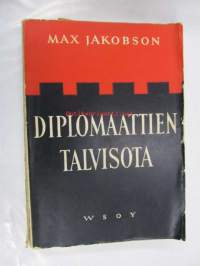 MAX JAKOBSON
DIPLOMAATTIEN
TALVISOTA
WSOY